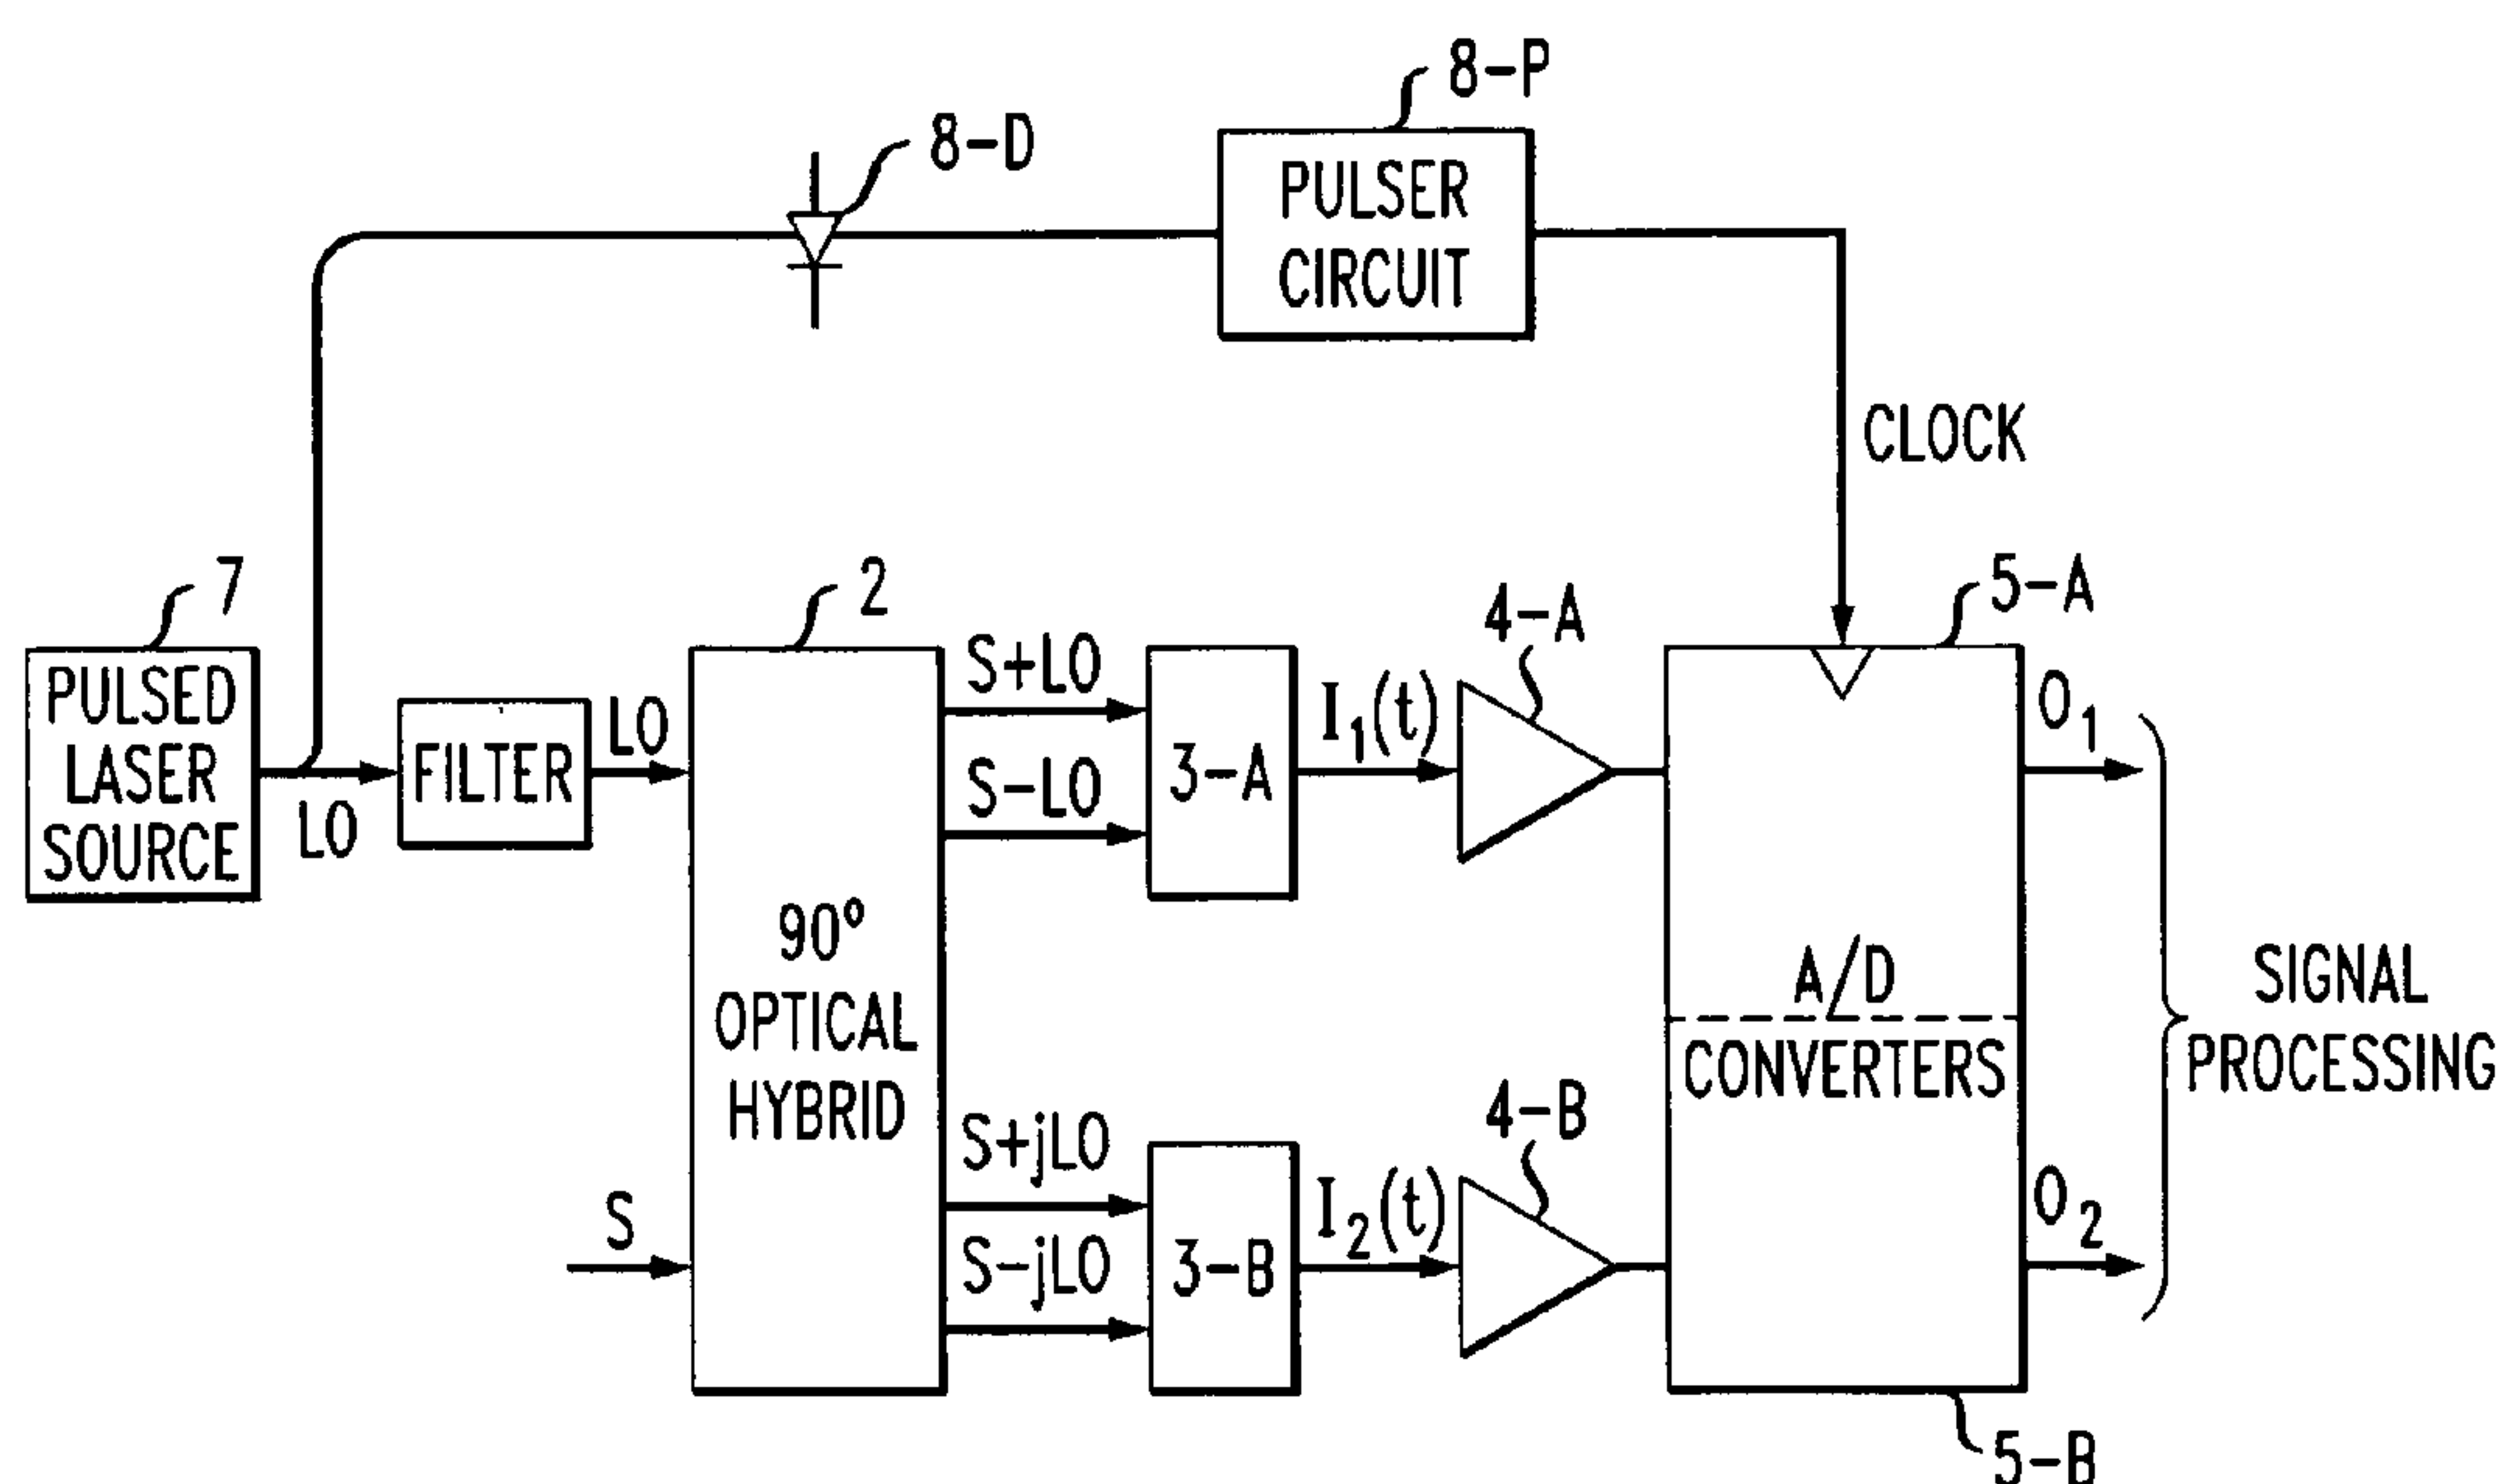 8-P
8-D
PULSER
CIRCUIT
CLOCK
7
2
4-A
5-A
PULSED
LASER
SOURCE
LO
FILTER
LO
S+LO
S-LO
3-A
I1(t)
O1
90°
OPTICAL
HYBRID
A/D
CONVERTERS
SIGNAL
PROCESSING
S
S+jLO
S-jLO
3-B
I2(t)
4-B
O2
5-B